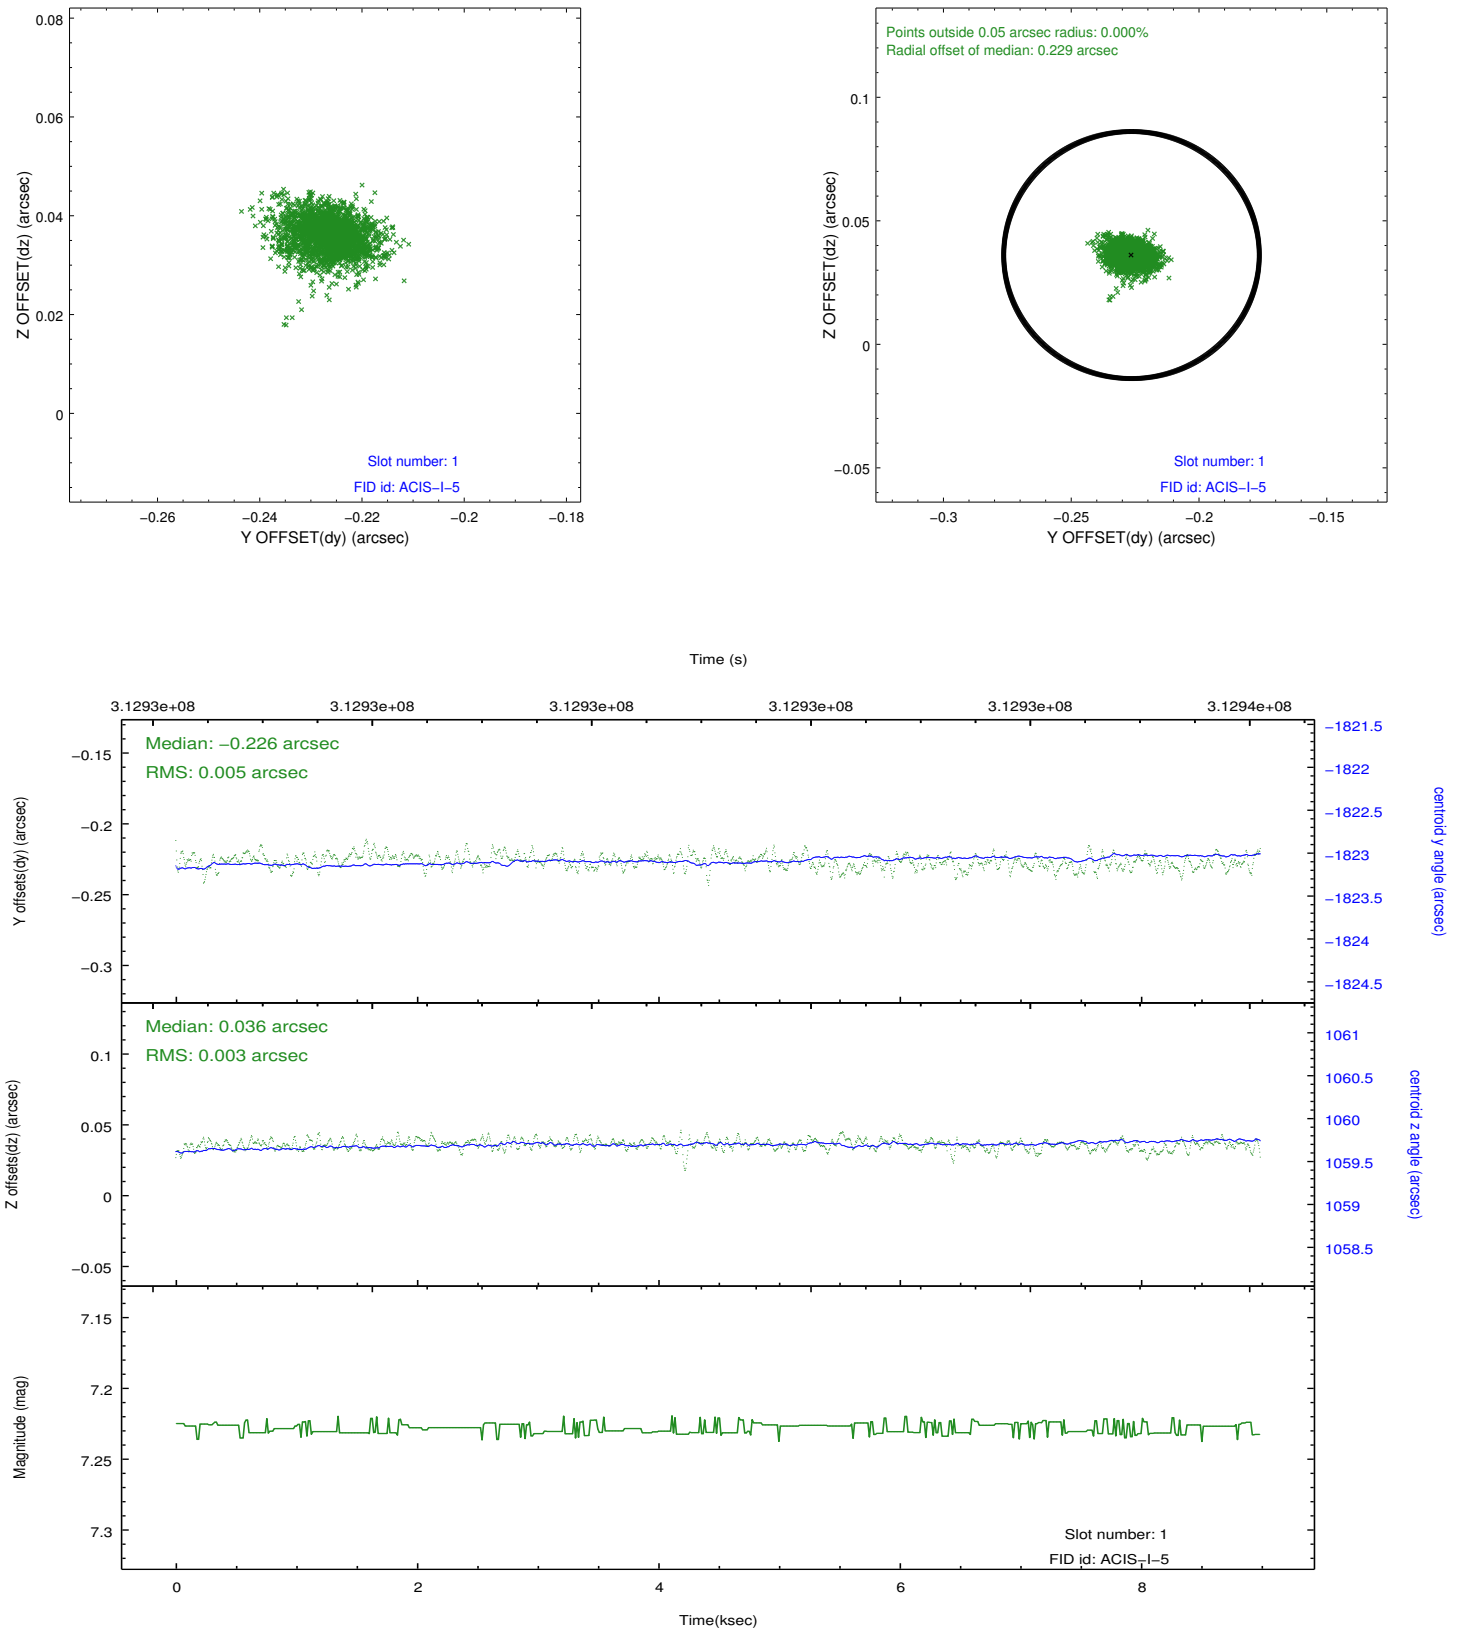 0.08
0.06
0.04
0.02
0
Z OFFSET(dz) (arcsec)
Slot number: 1
FID id: ACIS−I−5
−0.26
−0.24
−0.22
−0.2
−0.18
Y OFFSET(dy) (arcsec)
Points outside 0.05 arcsec radius: 0.000%
Radial offset of median: 0.229 arcsec
0.1
0.05
0
−0.05
Z OFFSET(dz) (arcsec)
Slot number: 1
FID id: ACIS−I−5
−0.3
−0.25
−0.2
−0.15
Y OFFSET(dy) (arcsec)
Time (s)
3.1293e+08
3.1293e+08
3.1293e+08
3.1293e+08
3.1293e+08
3.1294e+08
Median: −0.226 arcsec
RMS: 0.005 arcsec
−0.15
−0.2
−0.25
−0.3
Y offsets(dy) (arcsec)
−1821.5
−1822
−1822.5
−1823
−1823.5
−1824
−1824.5
centroid y angle (arcsec)
Median: 0.036 arcsec
RMS: 0.003 arcsec
0.1
0.05
0
−0.05
Z offsets(dz) (arcsec)
1061
1060.5
1060
1059.5
1059
1058.5
centroid z angle (arcsec)
7.15
7.2
7.25
7.3
Magnitude (mag)
Slot number: 1
FID id: ACIS−I−5
0
2
4
6
8
Time(ksec)